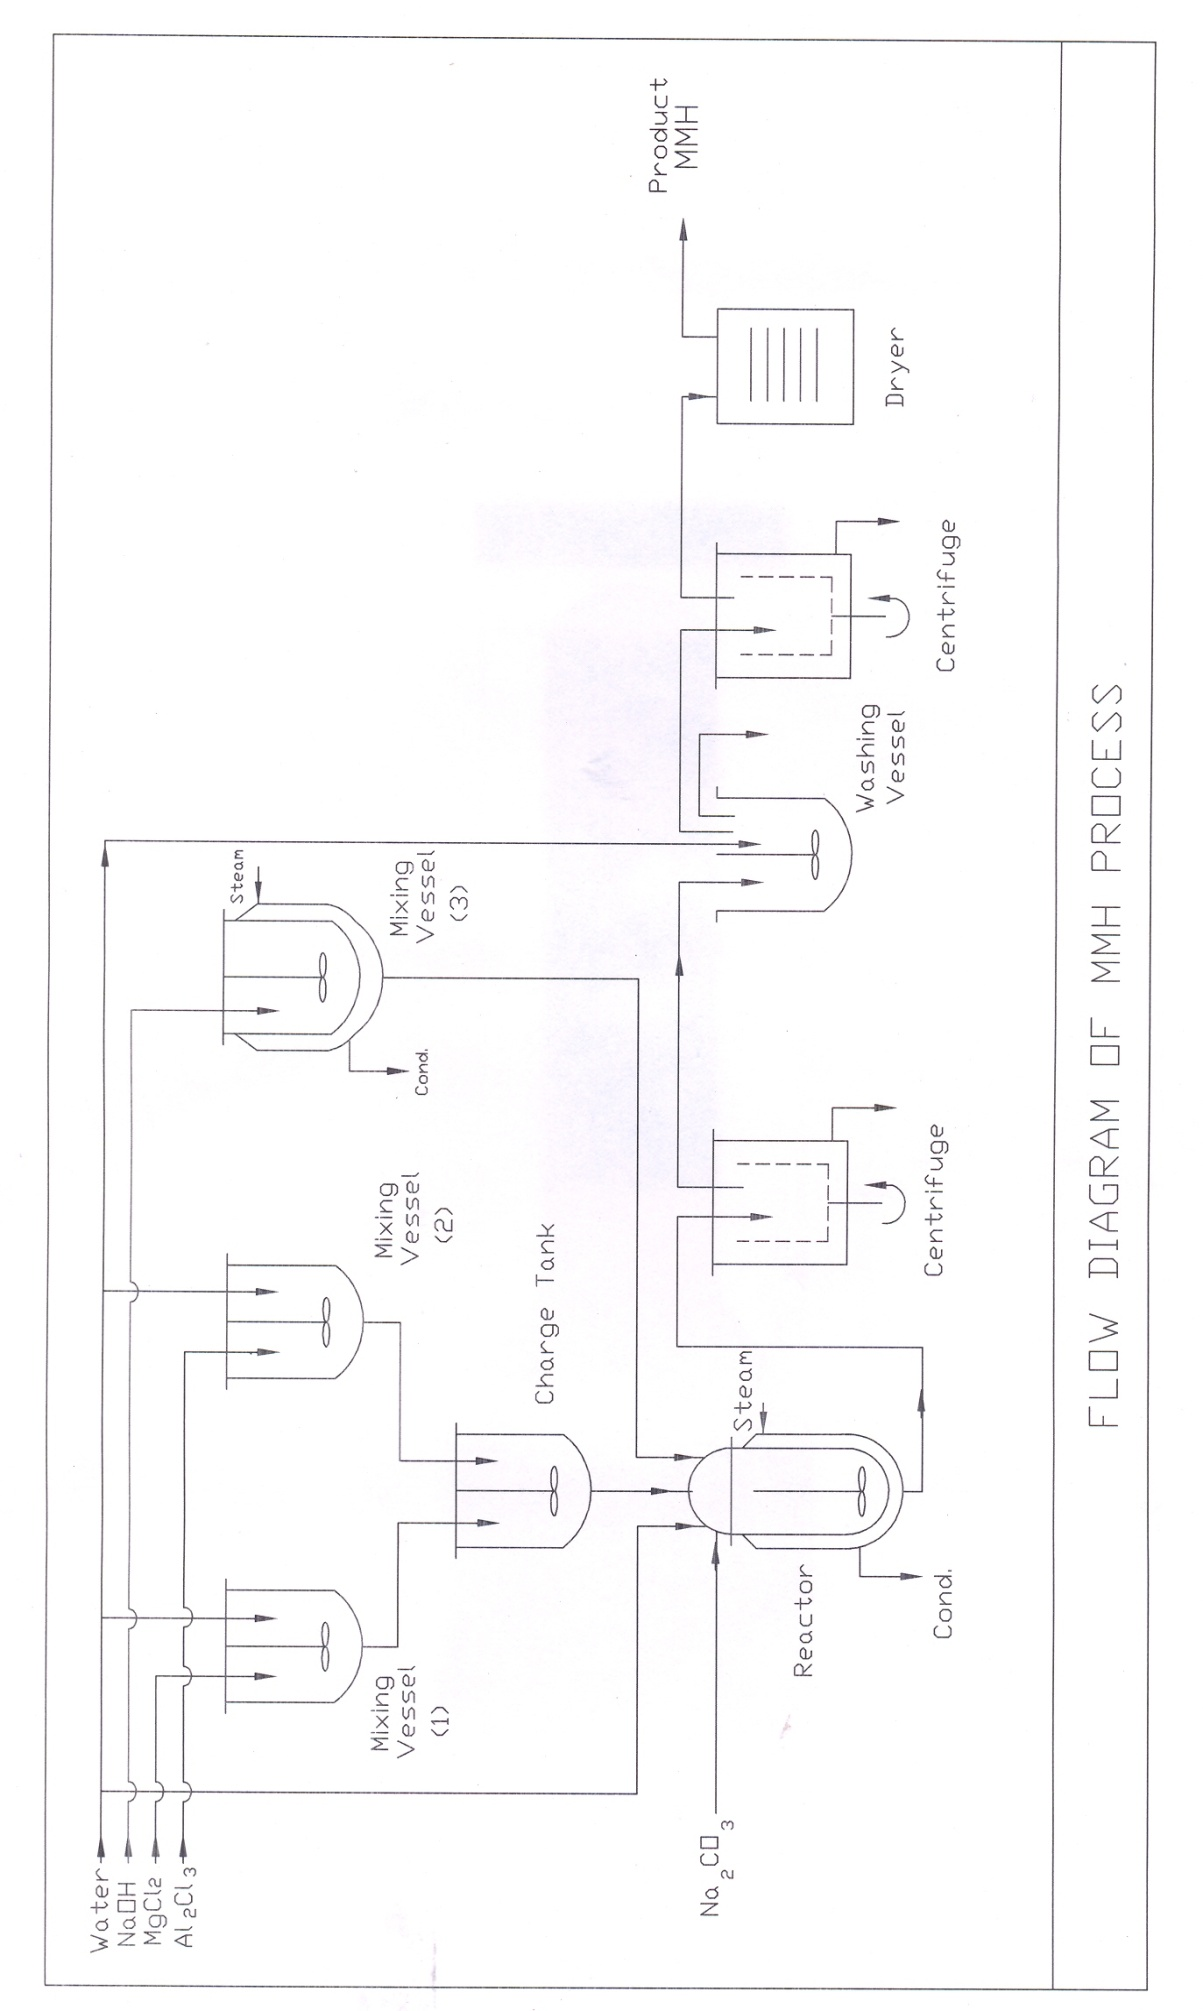 Water
NaOH
MgCl2
Al2Cl3
Steam
Mixing
Vessel
(1)
Mixing
Vessel
(2)
Mixing
Vessel
(3)
Cond.
Charge Tank
Na2CO3
Reactor
Steam
Cond.
Centrifuge
Washing
Vessel
Centrifuge
Dryer
Product
MMH
FLOW DIAGRAM OF MMH PROCESS